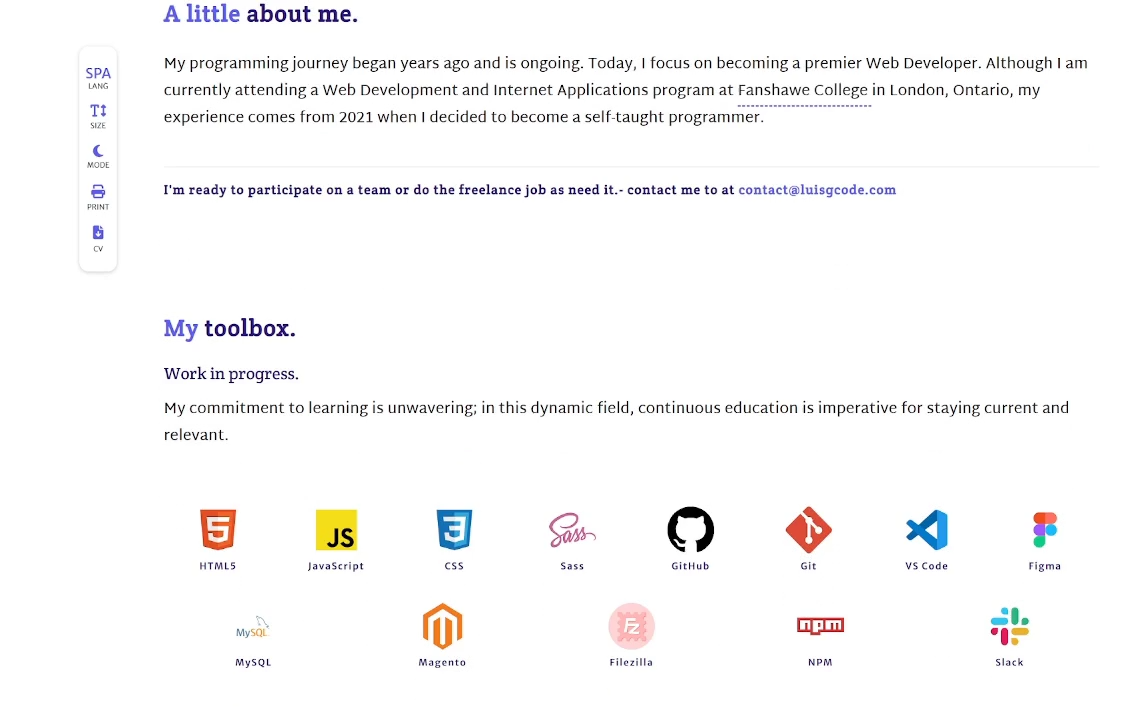 A little about me.
My programming journey began years ago and is ongoing. Today, I focus on becoming a premier Web Developer. Although I am
currently attending a Web Development and Internet Applications program at Fanshawe College in London, Ontario, my
experience comes from 2021 when I decided to become a self-taught programmer.
SPA
LANG
SIZE
MODE
PRINT
CV
I'm ready to participate on a team or do the freelance job as need it.- contact me to at contact@luisgcode.com
My toolbox.
Work in progress.
My commitment to learning is unwavering; in this dynamic field, continuous education is imperative for staying current and
relevant.
5 JS 3 Sass
HTML5 JavaScript CSS Sass GitHub Git VS Code Figma
MySQL Fz npm
MySQL Magento Filezilla NPM Slack